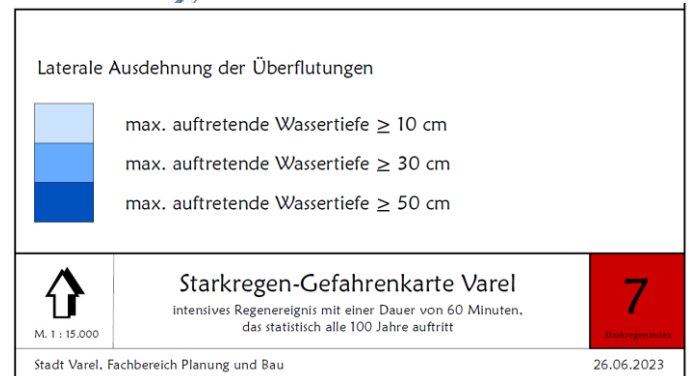 Laterale Ausdehnung der Überflutungen
max. auftretende Wassertiefe ≥ 10 cm
max. auftretende Wassertiefe ≥ 30 cm
max. auftretende Wassertiefe ≥ 50 cm
M. 1 : 15.000
Starkregen-Gefahrenkarte Varel
intensives Regenereignis mit einer Dauer von 60 Minuten,
das statistisch alle 100 Jahre auftritt
7
Starkregenindex
Stadt Varel, Fachbereich Planung und Bau
26.06.2023